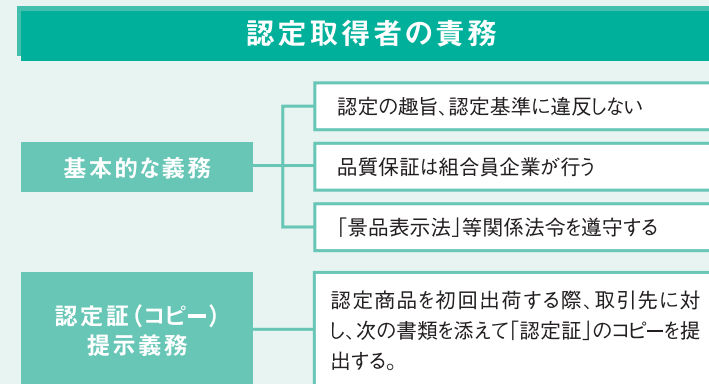 認定取得者の責務
認定の趣旨、認定基準に違反しない
基本的な義務
品質保証は組合員企業が行う
「景品表示法」等関係法令を遵守する
認定証(コピー)
提示義務
認定商品を初回出荷する際、取引先に対
し、次の書類を添えて「認定証」のコピーを提
出する。